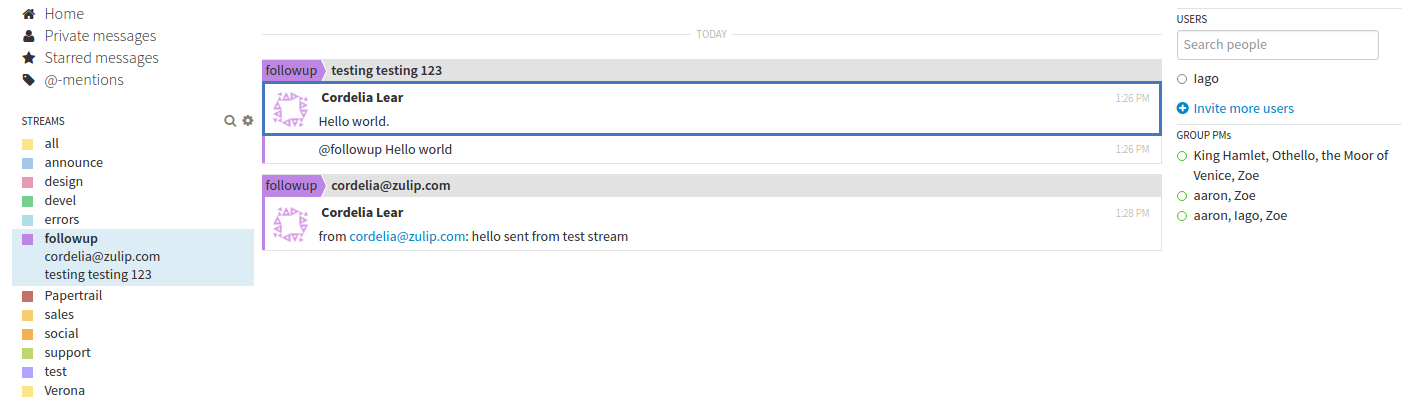 Home
Private messages
Starred messages
@-mentions
STREAMS
all
announce
design
devel
errors
followup
cordelia@zulip.com
testing testing 123
Papertrail
sales
social
support
test
Verona
TODAY
followup testing testing 123
Cordelia Lear 1:26 PM
Hello world.
@followup Hello world 1:26 PM
followup cordelia@zulip.com
Cordelia Lear 1:28 PM
from cordelia@zulip.com: hello sent from test stream
USERS
Search people
Iago
Invite more users
GROUP PMs
King Hamlet, Othello, the Moor of
Venice, Zoe
aaron, Zoe
aaron, Iago, Zoe